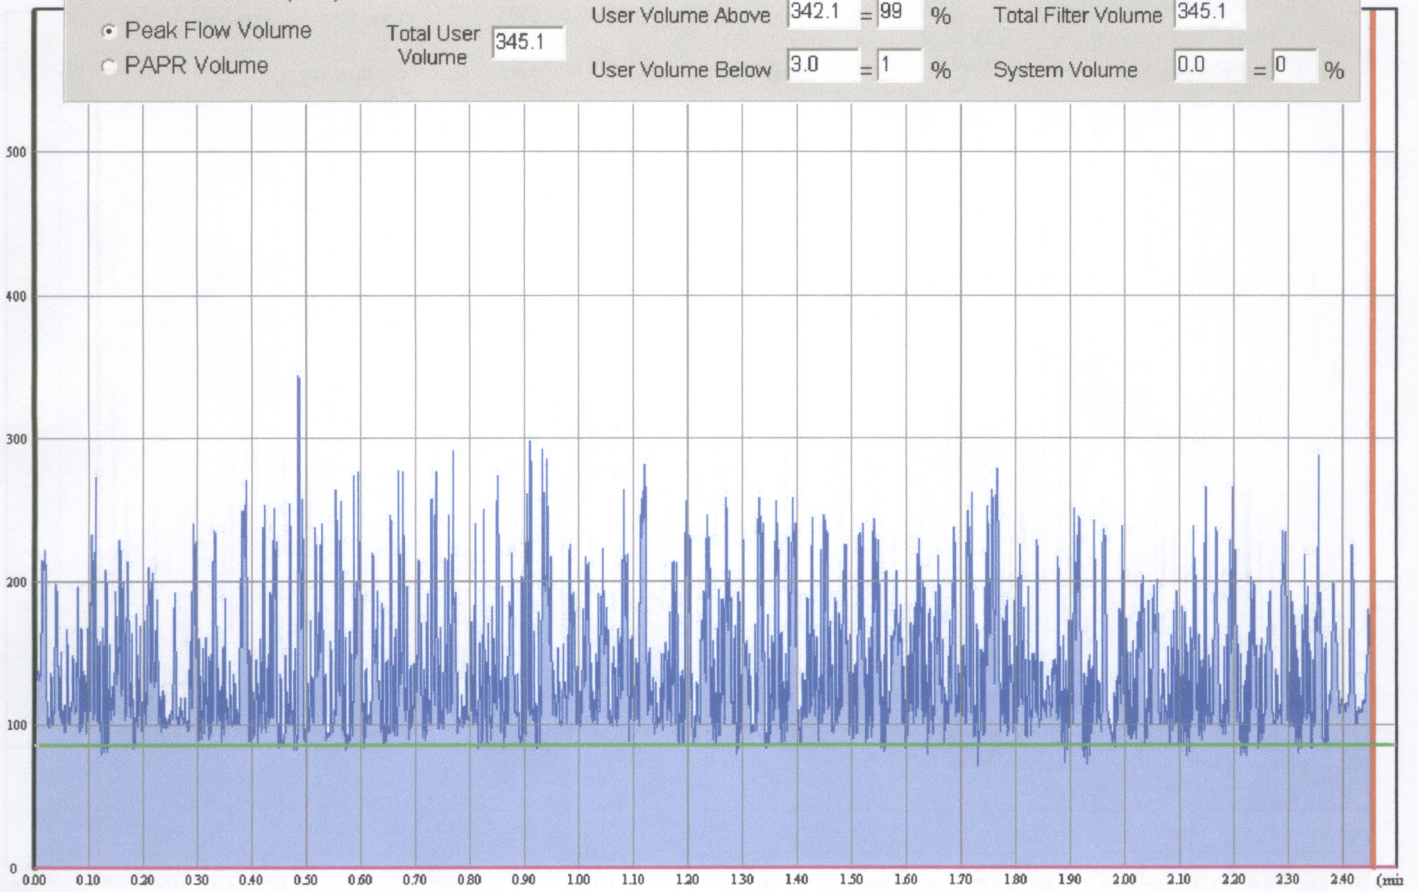 User Volume Above 342.1 = 99 % Total Filter Volume 345.1
Peak Flow Volume
Total User Volume 345.1
PAPR Volume
User Volume Below 3.0 = 1 % System Volume 0.0 = 0 %
500
400
300
200
100
0
0.00 0.10 0.20 0.30 0.40 0.50 0.60 0.70 0.80 0.90 1.00 1.10 1.20 1.30 1.40 1.50 1.60 1.70 1.80 1.90 2.00 2.10 2.20 2.30 2.40 (min